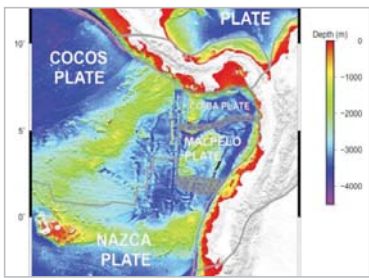 PLATE
Depth (m)
0
-1000
-2000
-3000
-4000
10°
COCOS
PLATE
COIBA PLATE
5°
MALPELO
PLATE
0°
NAZCA
PLATE